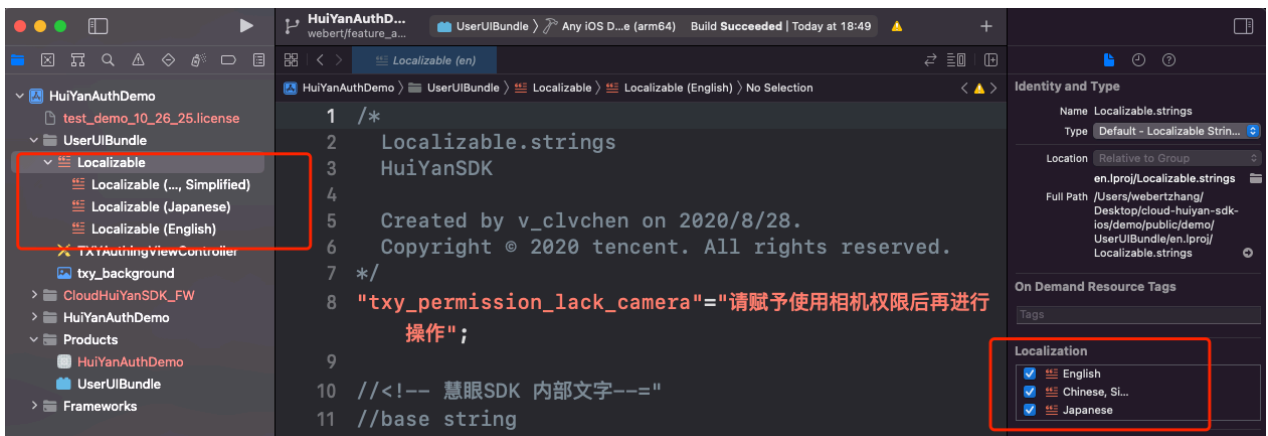 HuiYanAuthD...
webert/feature_a...
UserUIBundle 〉 Any iOS D...e (arm64) Build Succeeded | Today at 18:49
Localizable (en)
HuiYanAuthDemo 〉 UserUIBundle 〉 Localizable 〉 Localizable (English) 〉 No Selection
HuiYanAuthDemo
test_demo_10_26_25.license
UserUIBundle
Localizable
Localizable (..., Simplified)
Localizable (Japanese)
Localizable (English)
TXYAuthingViewController
txy_background
CloudHuiYanSDK_FW
HuiYanAuthDemo
Products
HuiYanAuthDemo
UserUIBundle
Frameworks
1 /*
2 Localizable.strings
3 HuiYanSDK
4
5 Created by v_clvchen on 2020/8/28.
6 Copyright © 2020 tencent. All rights reserved.
7 */
8 "txy_permission_lack_camera"="请赋予使用相机权限后再进行
操作";
9
10 //<!-- 慧眼SDK 内部文字--="
11 //base string
Identity and Type
Name Localizable.strings
Type Default - Localizable Strin...
Location Relative to Group
en.lproj/Localizable.strings
Full Path /Users/webertzhang/
Desktop/cloud-huiyan-sdk-
ios/demo/public/demo/
UserUIBundle/en.lproj/
Localizable.strings
On Demand Resource Tags
Tags
Localization
English
Chinese, Si...
Japanese